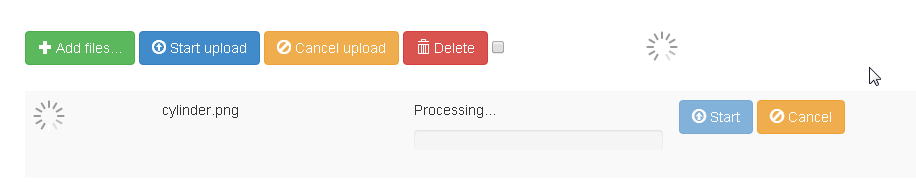 Add files... Start upload Cancel upload Delete
cylinder.png Processing... Start Cancel